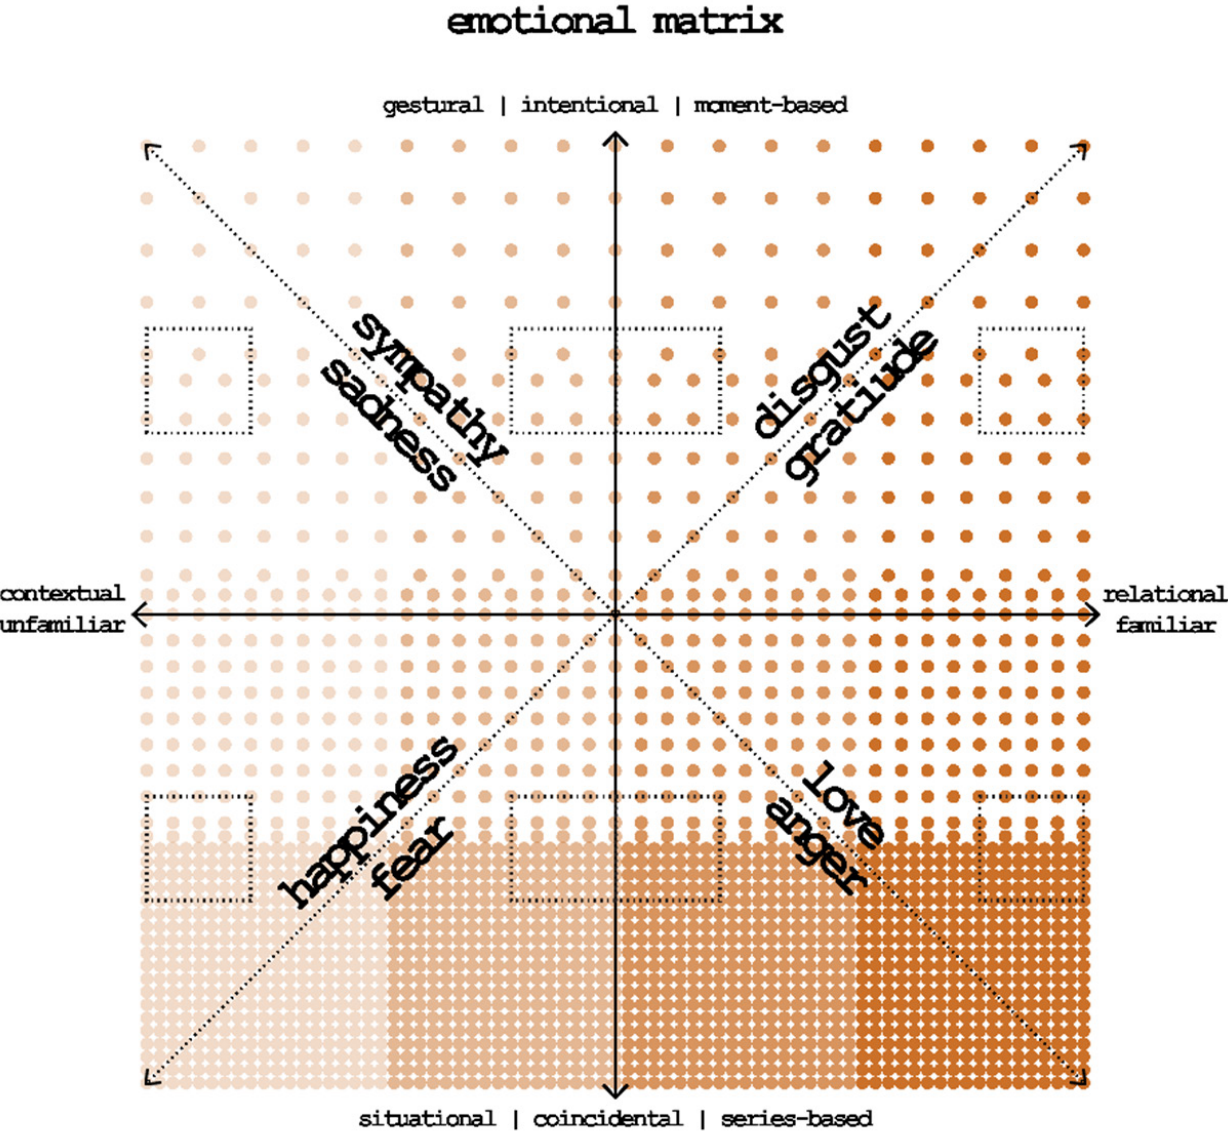 emotional matrix
gestural | intentional | moment-based
sympathy
sadness
disgust
gratiude
contextual
unfamiliar
relational
familiar
happiness
fear
love
anger
situational | coincidental | series-based